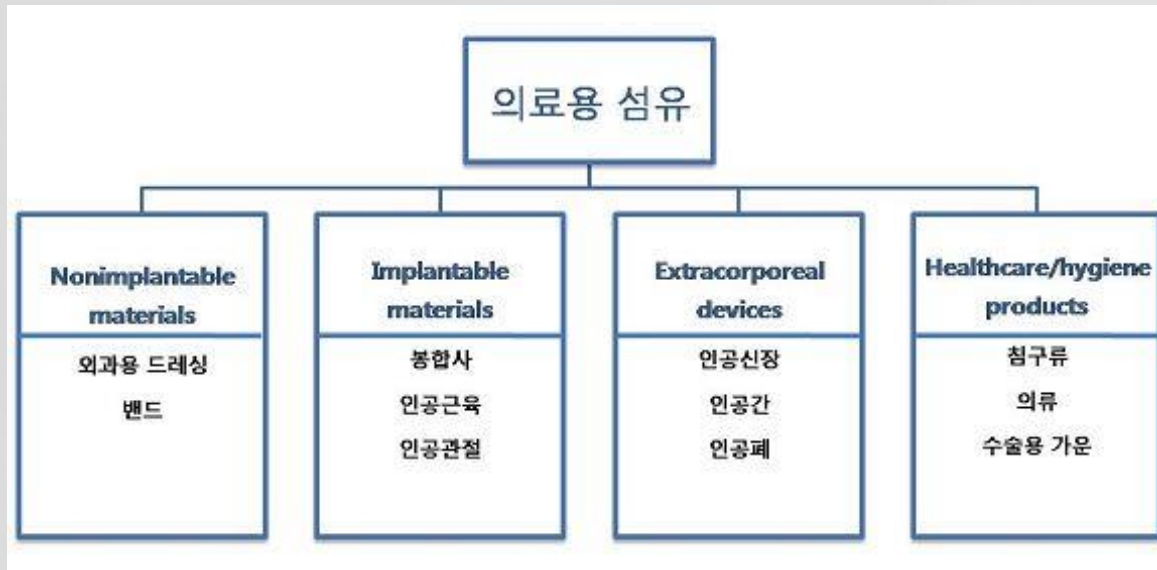 의료용 섬유
Nonimplantable
materials
외과용 드레싱
밴드
Implantable
materials
봉합사
인공근육
인공관절
Extracorporeal
devices
인공신장
인공간
인공폐
Healthcare/hygiene
products
침구류
의류
수술용 가운